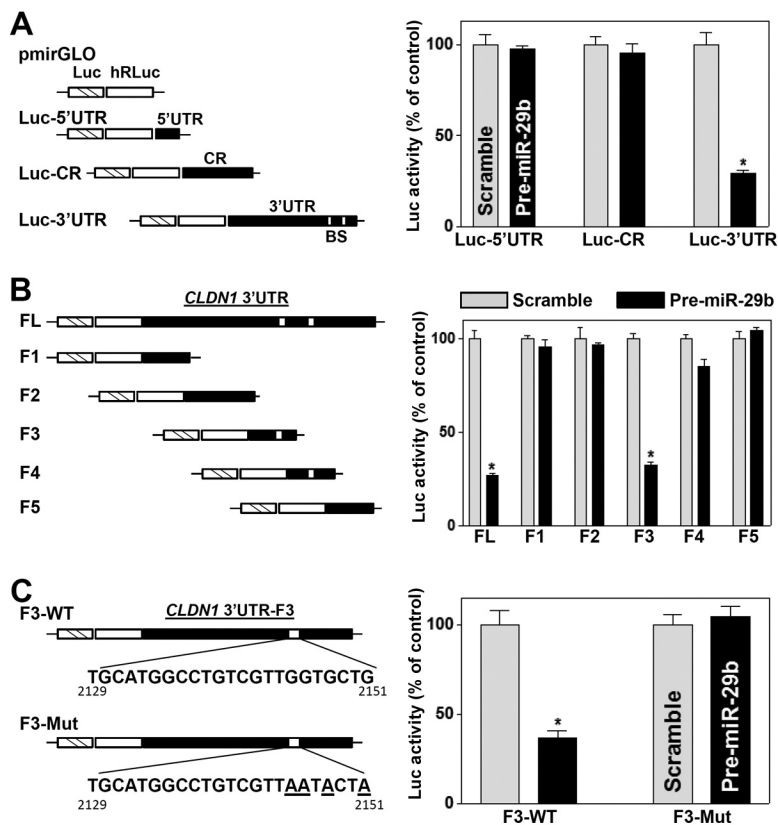 A
pmirGLO
Luc hRLuc
Luc-5'UTR
5'UTR
Luc-CR
CR
Luc-3'UTR
3'UTR
BS
Luc activity (% of control)
100
50
0
Scramble
Pre-miR-29b
*
Luc-5'UTR Luc-CR Luc-3'UTR
B
CLDN1 3'UTR
FL
F1
F2
F3
F4
F5
Scramble Pre-miR-29b
Luc activity (% of control)
100
50
0
*
*
FL F1 F2 F3 F4 F5
C
CLDN1 3'UTR-F3
F3-WT
TGCATGGCCTGTCGTTGGTGCTG
2129 2151
F3-Mut
TGCATGGCCTGTCGTTAATACTA
2129 2151
Luc activity (% of control)
100
50
0
*
Scramble
Pre-miR-29b
F3-WT F3-Mut